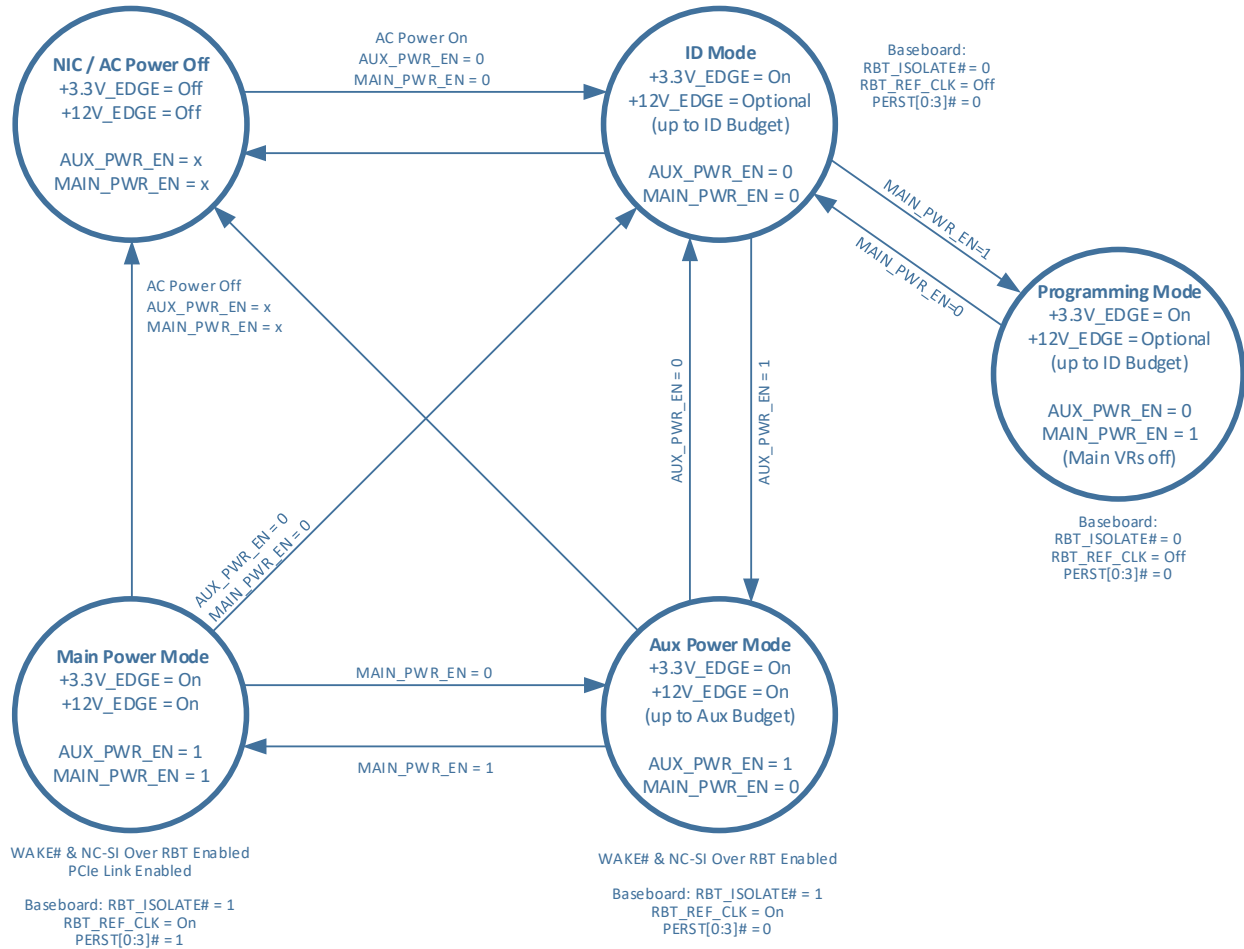 NIC / AC Power Off
+3.3V_EDGE = Off
+12V_EDGE = Off
AUX_PWR_EN = x
MAIN_PWR_EN = x
AC Power On
AUX_PWR_EN = 0
MAIN_PWR_EN = 0
ID Mode
+3.3V_EDGE = On
+12V_EDGE = Optional
(up to ID Budget)
AUX_PWR_EN = 0
MAIN_PWR_EN = 0
Baseboard:
RBT_ISOLATE# = 0
RBT_REF_CLK = Off
PERST[0:3]# = 0
MAIN_PWR_EN=1
MAIN_PWR_EN=0
Programming Mode
+3.3V_EDGE = On
+12V_EDGE = Optional
(up to ID Budget)
AUX_PWR_EN = 0
MAIN_PWR_EN = 1
(Main VRs off)
Baseboard:
RBT_ISOLATE# = 0
RBT_REF_CLK = Off
PERST[0:3]# = 0
AC Power Off
AUX_PWR_EN = x
MAIN_PWR_EN = x
AUX_PWR_EN = 0
AUX_PWR_EN = 1
AUX_PWR_EN = 0
MAIN_PWR_EN = 0
Main Power Mode
+3.3V_EDGE = On
+12V_EDGE = On
AUX_PWR_EN = 1
MAIN_PWR_EN = 1
MAIN_PWR_EN = 0
MAIN_PWR_EN = 1
Aux Power Mode
+3.3V_EDGE = On
+12V_EDGE = On
(up to Aux Budget)
AUX_PWR_EN = 1
MAIN_PWR_EN = 0
WAKE# & NC-SI Over RBT Enabled
PCIe Link Enabled
Baseboard: RBT_ISOLATE# = 1
RBT_REF_CLK = On
PERST[0:3]# = 1
WAKE# & NC-SI Over RBT Enabled
Baseboard: RBT_ISOLATE# = 1
RBT_REF_CLK = On
PERST[0:3]# = 0